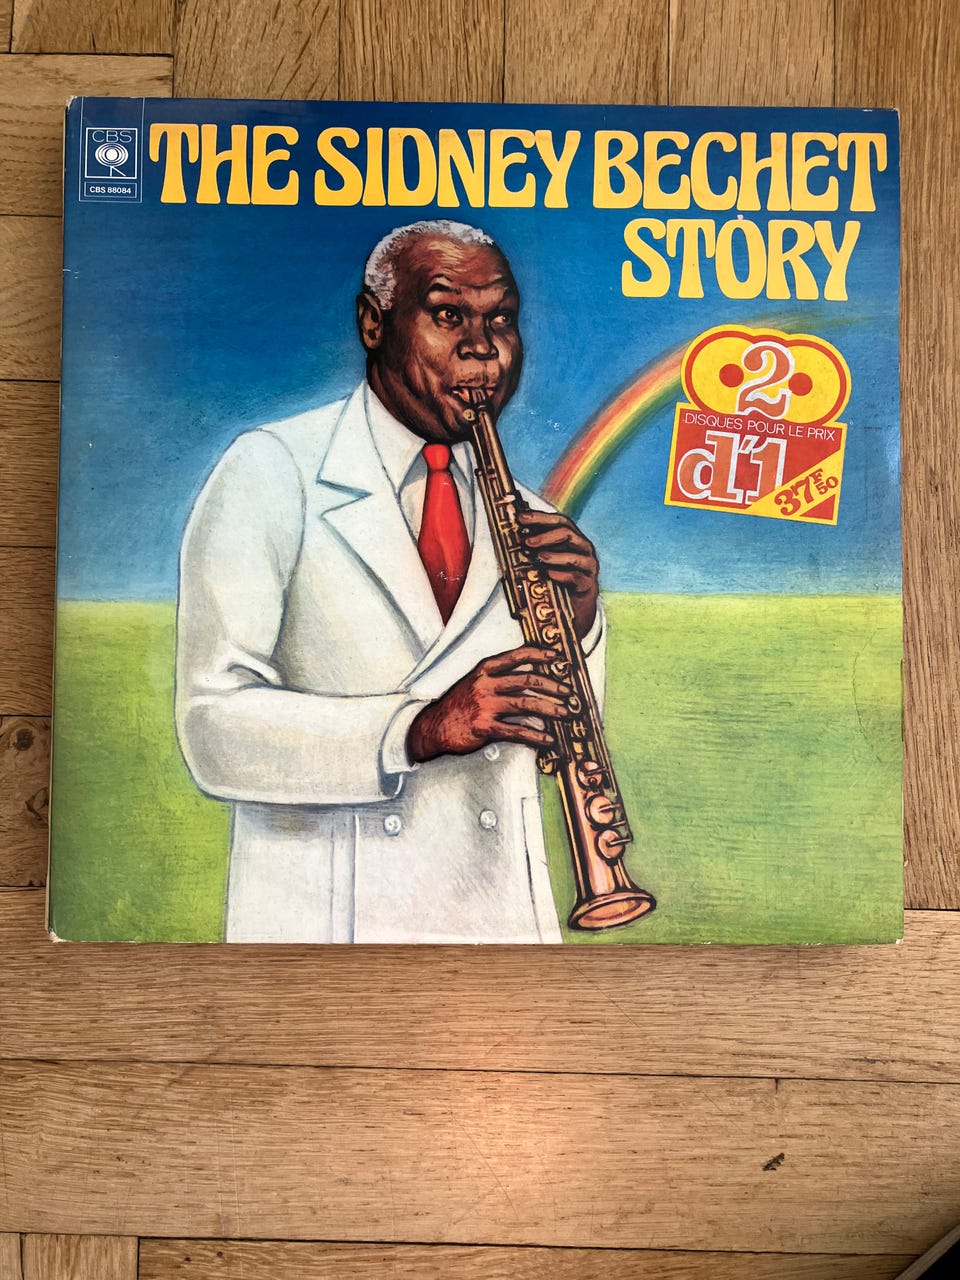 CBS
CBS 88084
THE SIDNEY BECHET
STORY
2
DISQUES POUR LE PRIX
d'1
37F50